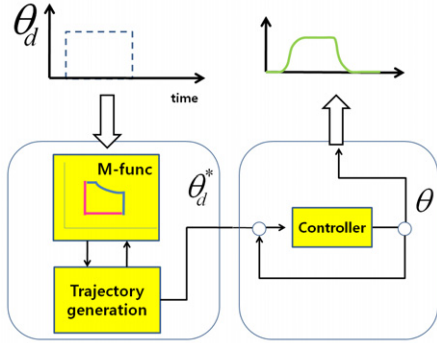 θd
time
M-func
θd*
θ
Controller
Trajectory
generation